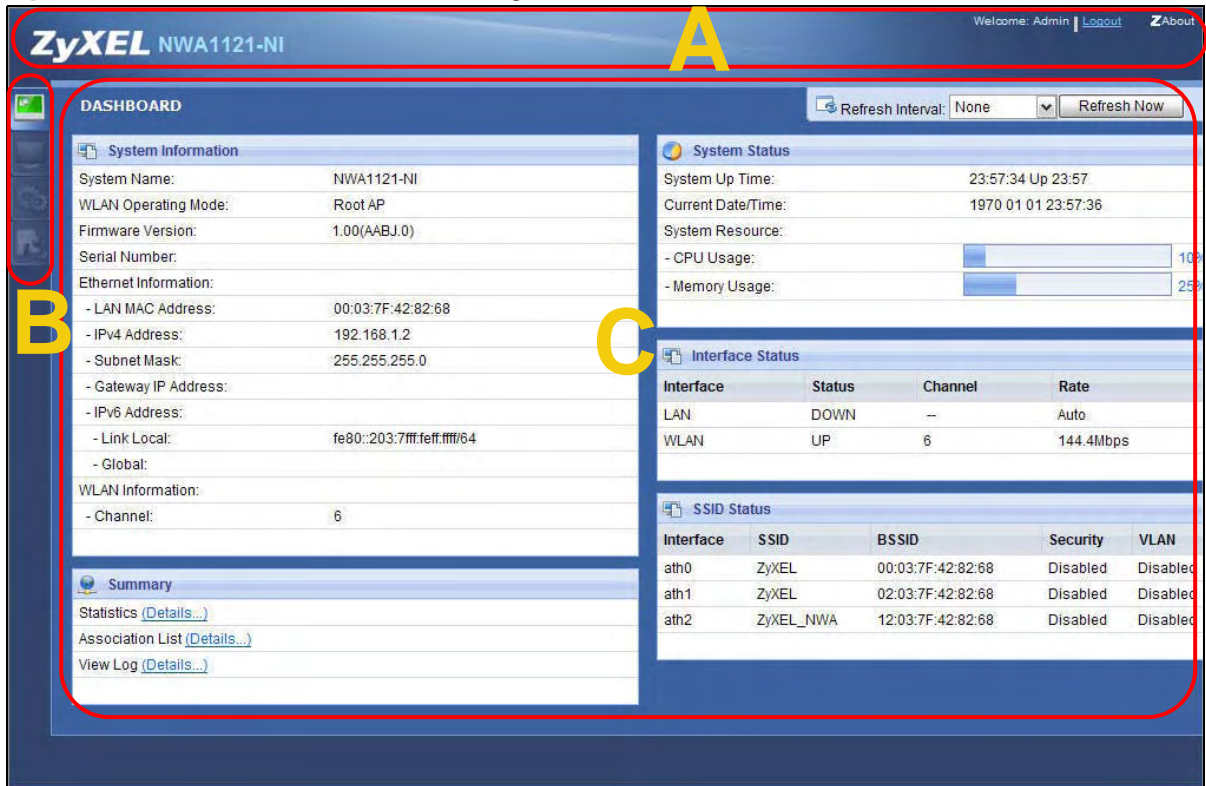 A
Welcome: Admin | Logout ZAbout
ZyXEL NWA1121-NI
B
C
DASHBOARD
Refresh Interval: None Refresh Now
System Information
System Name: NWA1121-NI
WLAN Operating Mode: Root AP
Firmware Version: 1.00(AABJ.0)
Serial Number:
Ethernet Information:
- LAN MAC Address: 00:03:7F:42:82:68
- IPv4 Address: 192.168.1.2
- Subnet Mask: 255.255.255.0
- Gateway IP Address:
- IPv6 Address:
- Link Local: fe80::203:7fff:feff:ffff/64
- Global:
WLAN Information:
- Channel: 6
Summary
Statistics (Details...)
Association List (Details...)
View Log (Details...)
System Status
System Up Time: 23:57:34 Up 23:57
Current Date/Time: 1970 01 01 23:57:36
System Resource:
- CPU Usage: 10%
- Memory Usage: 25%
Interface Status
Interface Status Channel Rate
LAN DOWN -- Auto
WLAN UP 6 144.4Mbps
SSID Status
Interface SSID BSSID Security VLAN
ath0 ZyXEL 00:03:7F:42:82:68 Disabled Disabled
ath1 ZyXEL 02:03:7F:42:82:68 Disabled Disabled
ath2 ZyXEL_NWA 12:03:7F:42:82:68 Disabled Disabled